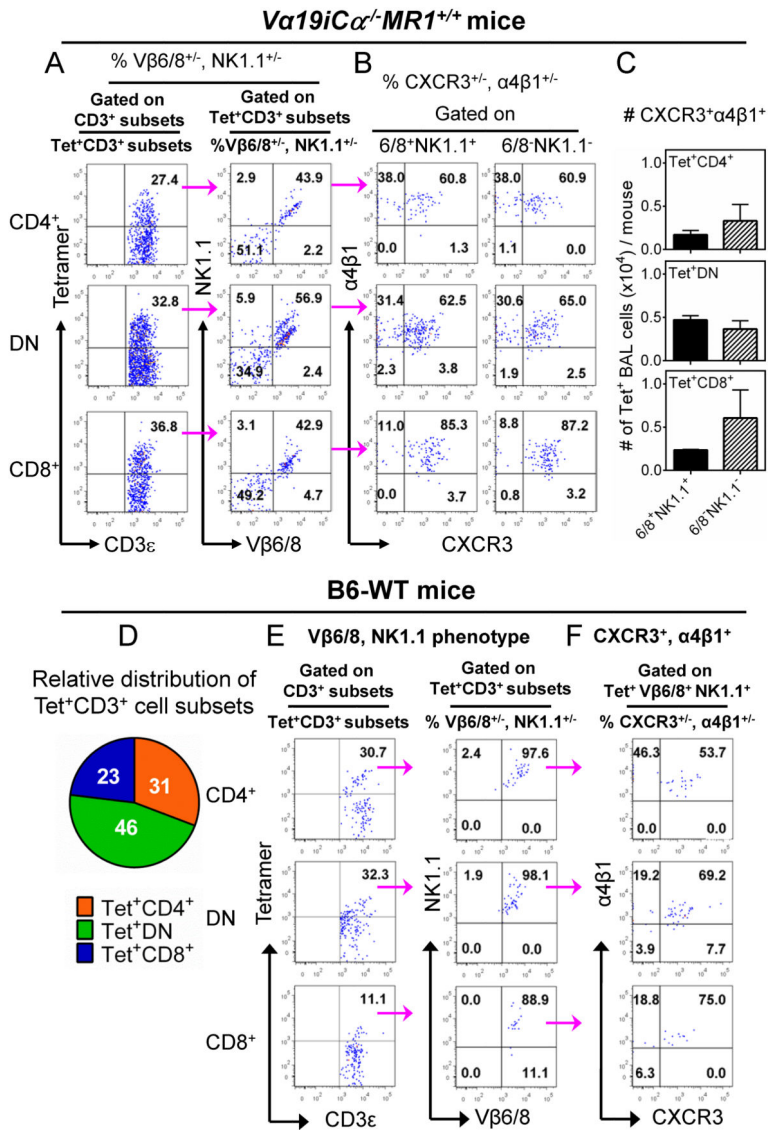 Vα19iCα-/-MR1+/+ mice
A
% Vβ6/8+/-, NK1.1+/-
Gated on
CD3+ subsets
Tet+CD3+ subsets
Gated on
Tet+CD3+ subsets
%Vβ6/8+/-, NK1.1+/-
B
% CXCR3+/-, α4β1+/-
Gated on
6/8+NK1.1+
6/8-NK1.1-
C
# CXCR3+α4β1+
CD4+
27.4
2.9 43.9
51.1 2.2
38.0 60.8
0.0 1.3
38.0 60.9
1.1 0.0
DN
32.8
5.9 56.9
34.9 2.4
31.4 62.5
2.3 3.8
30.6 65.0
1.9 2.5
CD8+
36.8
3.1 42.9
49.2 4.7
11.0 85.3
0.0 3.7
8.8 87.2
0.8 3.2
Tetramer
NK1.1
α4β1
CD3ε
Vβ6/8
CXCR3
# of Tet+ BAL cells (x104) / mouse
Tet+CD4+
1.0
0.5
0.0
Tet+DN
1.0
0.5
0.0
Tet+CD8+
1.0
0.5
0.0
6/8+NK1.1+
6/8-NK1.1-
B6-WT mice
D
Relative distribution of
Tet+CD3+ cell subsets
23
31
46
Tet+CD4+
Tet+DN
Tet+CD8+
E
Vβ6/8, NK1.1 phenotype
Gated on
CD3+ subsets
Tet+CD3+ subsets
Gated on
Tet+CD3+ subsets
% Vβ6/8+/-, NK1.1+/-
F
CXCR3+, α4β1+
Gated on
Tet+ Vβ6/8+ NK1.1+
% CXCR3+/-, α4β1+/-
CD4+
30.7
2.4 97.6
0.0 0.0
46.3 53.7
0.0 0.0
DN
32.3
1.9 98.1
0.0 0.0
19.2 69.2
3.9 7.7
CD8+
11.1
0.0 88.9
0.0 11.1
18.8 75.0
6.3 0.0
Tetramer
NK1.1
α4β1
CD3ε
Vβ6/8
CXCR3